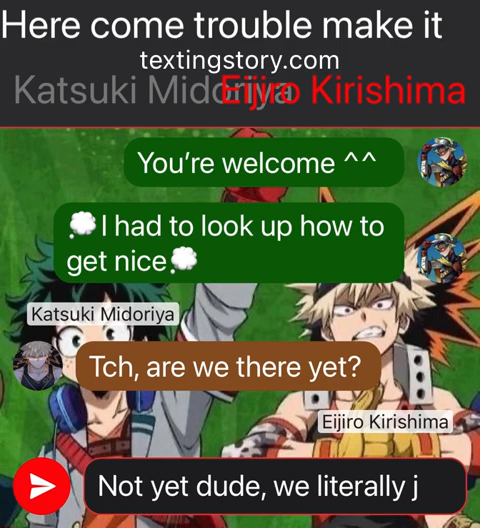 Here come trouble make it
textingstory.com
Katsuki Midoriya
Eijiro Kirishima
You're welcome ^^
💭I had to look up how to
get nice💭
Katsuki Midoriya
Tch, are we there yet?
Eijiro Kirishima
Not yet dude, we literally j